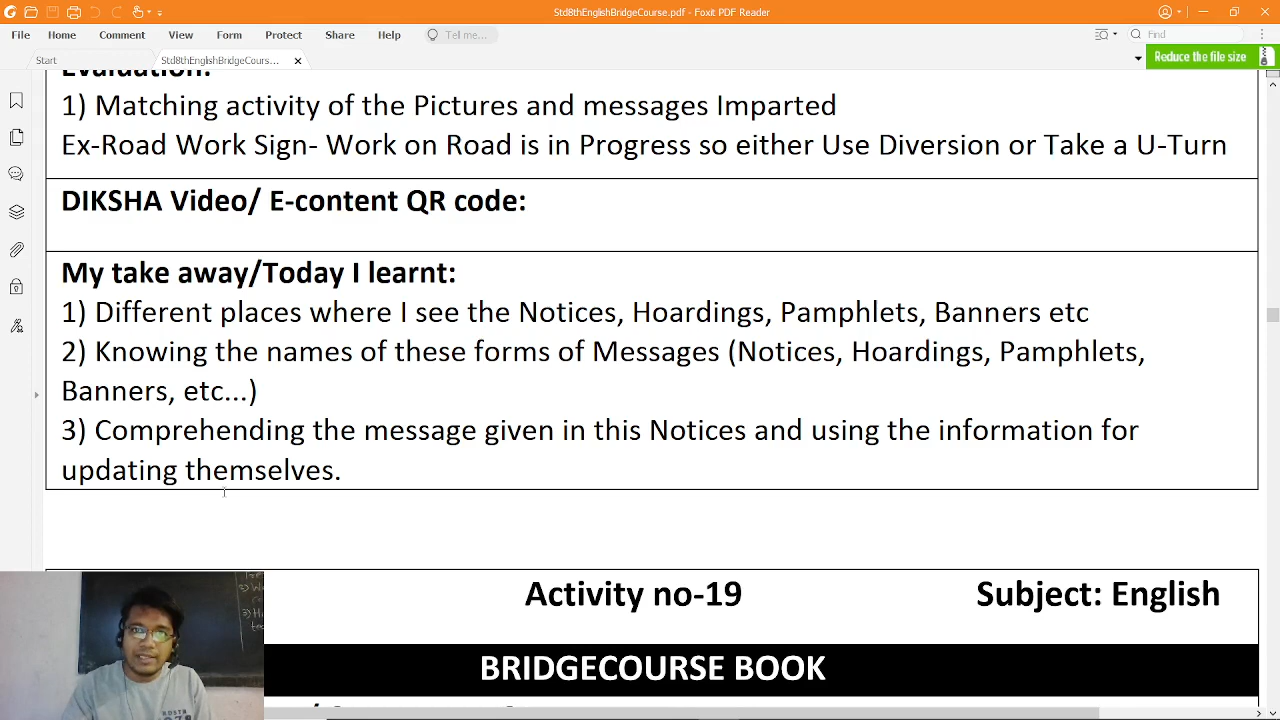 Std8thEnglishBridgeCourse.pdf - Foxit PDF Reader
File Home Comment View Form Protect Share Help Tell me... Find
Start Std8thEnglishBridgeCours... Reduce the file size
Evaluation:
1) Matching activity of the Pictures and messages Imparted
Ex-Road Work Sign- Work on Road is in Progress so either Use Diversion or Take a U-Turn
DIKSHA Video/ E-content QR code:
My take away/Today I learnt:
1) Different places where I see the Notices, Hoardings, Pamphlets, Banners etc
2) Knowing the names of these forms of Messages (Notices, Hoardings, Pamphlets,
Banners, etc...)
3) Comprehending the message given in this Notices and using the information for
updating themselves.
Activity no-19 Subject: English
BRIDGECOURSE BOOK